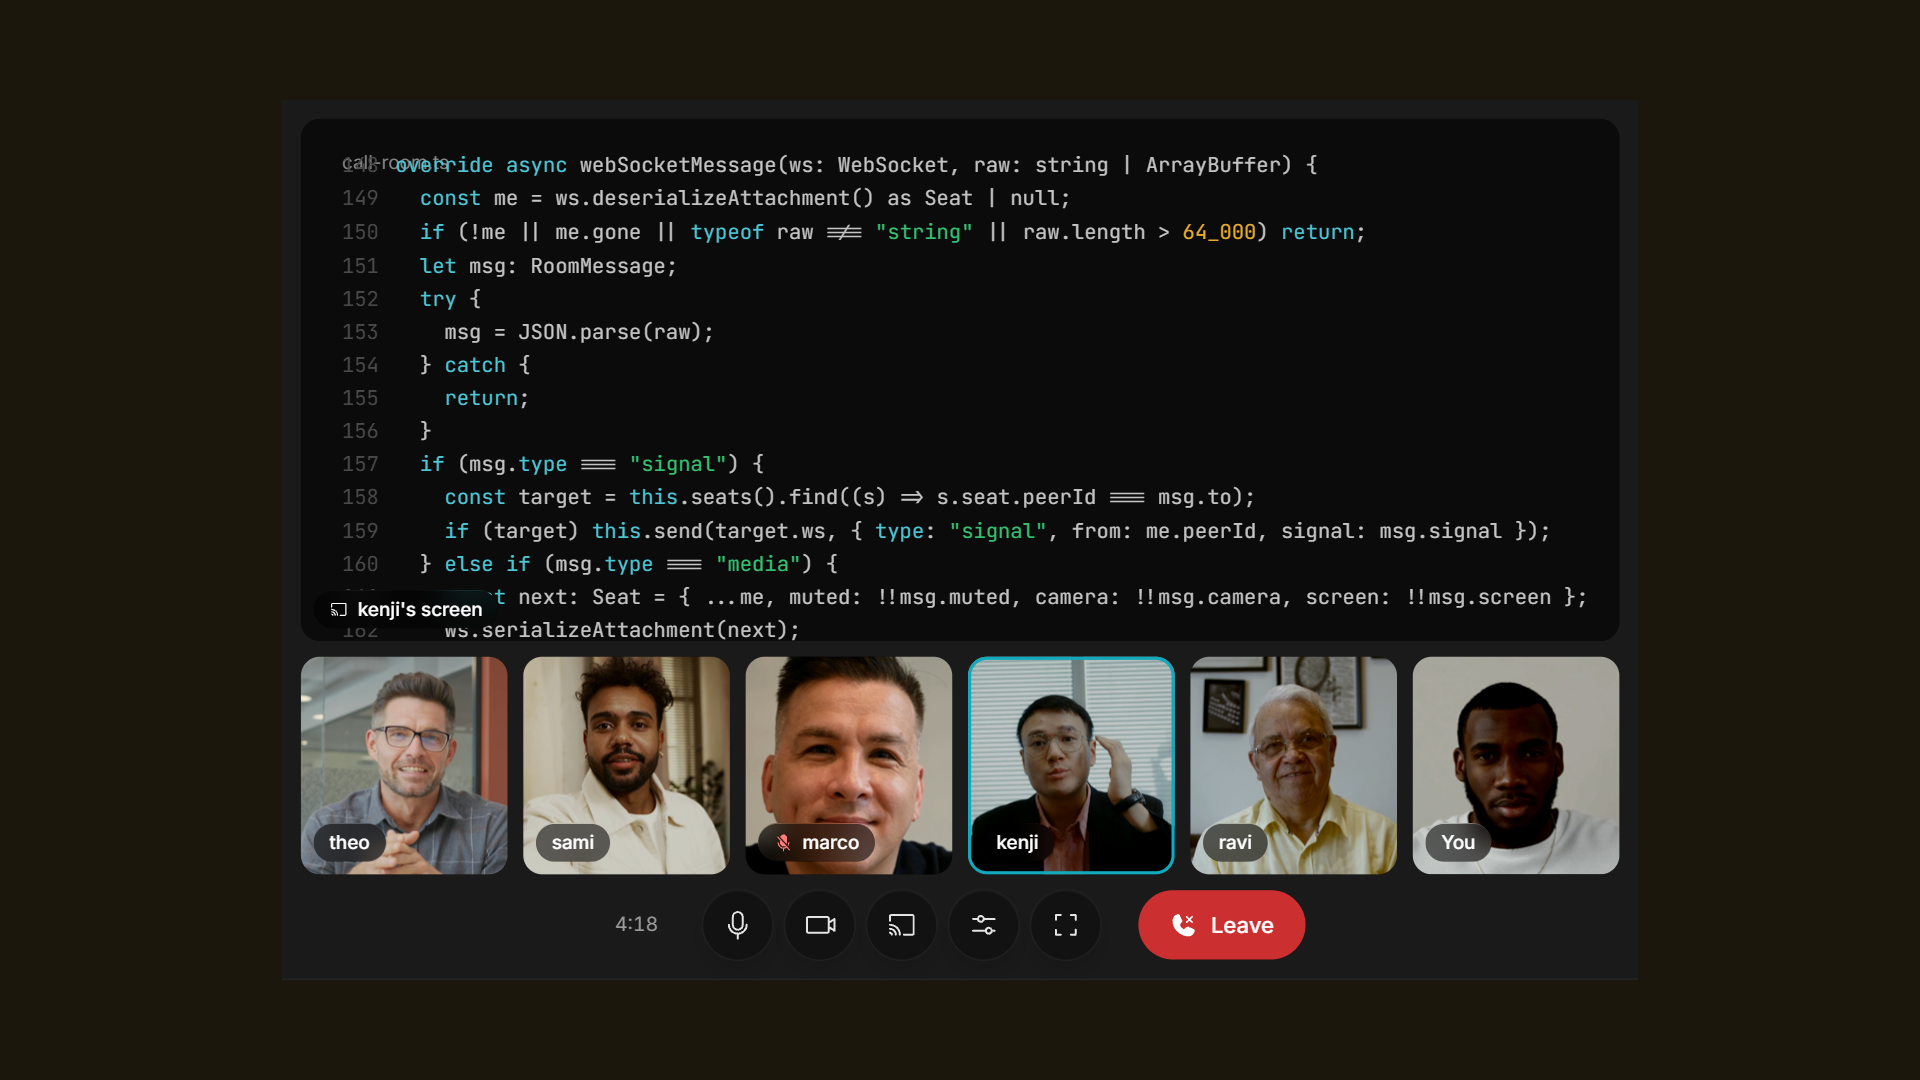 call-room.ts
148 override async webSocketMessage(ws: WebSocket, raw: string | ArrayBuffer) {
149 const me = ws.deserializeAttachment() as Seat | null;
150 if (!me || me.gone || typeof raw !== "string" || raw.length > 64_000) return;
151 let msg: RoomMessage;
152 try {
153 msg = JSON.parse(raw);
154 } catch {
155 return;
156 }
157 if (msg.type === "signal") {
158 const target = this.seats().find((s) => s.seat.peerId === msg.to);
159 if (target) this.send(target.ws, { type: "signal", from: me.peerId, signal: msg.signal });
160 } else if (msg.type === "media") {
next: Seat = { ...me, muted: !!msg.muted, camera: !!msg.camera, screen: !!msg.screen };
kenji's screen
162 ws.serializeAttachment(next);
theo
sami
marco
kenji
ravi
You
4:18
Leave